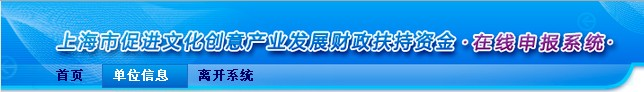 上海市促进文化创意产业发展财政扶持资金·在线申报系统·
首页 单位信息 离开系统